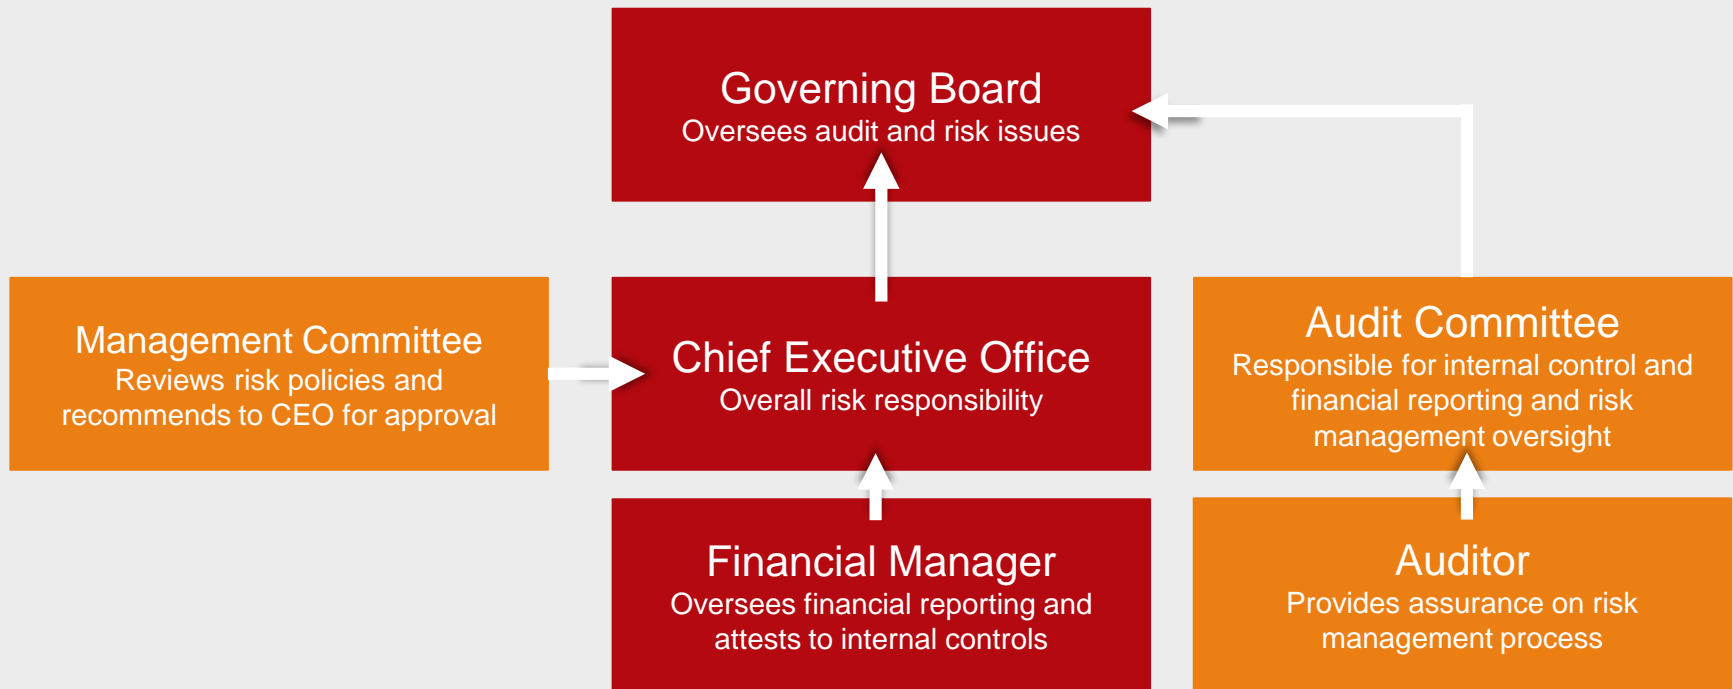 Governing Board
Oversees audit and risk issues
Management Committee
Reviews risk policies and
recommends to CEO for approval
Chief Executive Office
Overall risk responsibility
Audit Committee
Responsible for internal control and
financial reporting and risk
management oversight
Financial Manager
Oversees financial reporting and
attests to internal controls
Auditor
Provides assurance on risk
management process